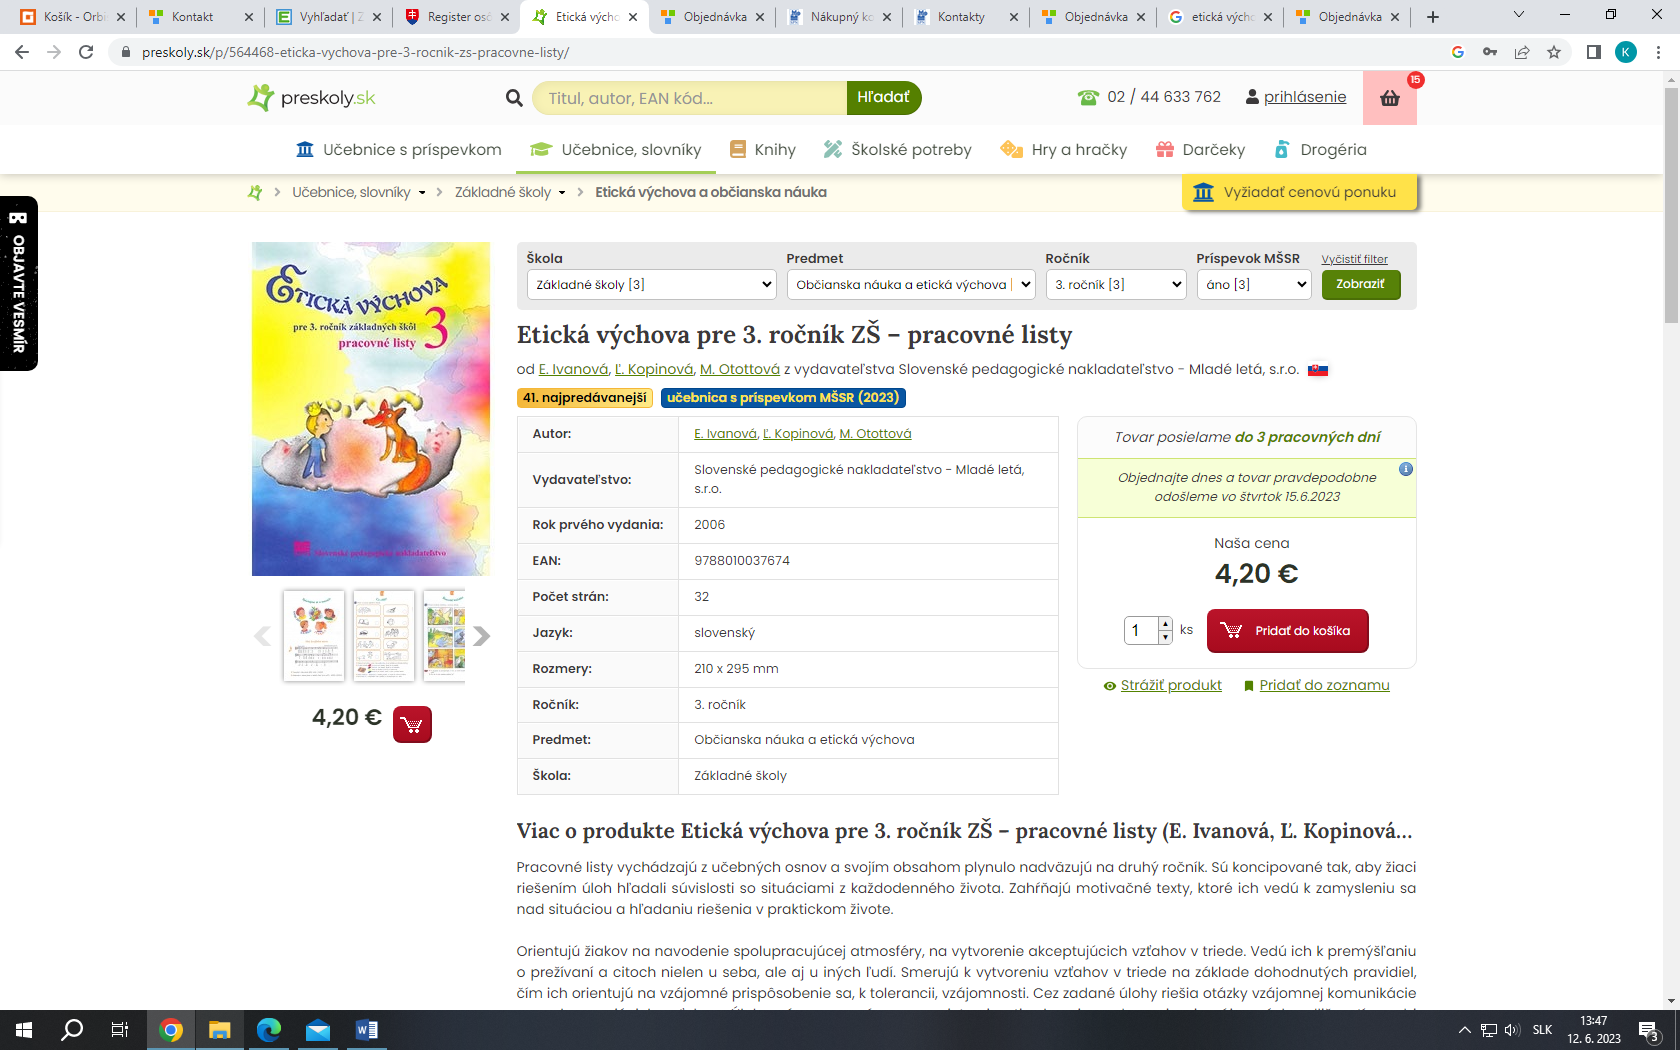 Košík - Orbi
Kontakt
Vyhľadať | Z
Register osô
Etická výcho
Objednávka
Nákupný ko
Kontakty
Objednávka
etická výcho
Objednávka
preskoly.sk/p/564468-eticka-vychova-pre-3-rocnik-zs-pracovne-listy/
K
preskoly.sk
Titul, autor, EAN kód...
Hľadať
02 / 44 633 762
prihlásenie
15
Učebnice s príspevkom
Učebnice, slovníky
Knihy
Školské potreby
Hry a hračky
Darčeky
Drogéria
Učebnice, slovníky
Základné školy
Etická výchova a občianska náuka
Vyžiadať cenovú ponuku
OBJAVTE VESMÍR
ETICKÁ VÝCHOVA
pre 3. ročník základných škôl
3
pracovné listy
Slovenské pedagogické nakladateľstvo
4,20 €
Škola
Predmet
Ročník
Príspevok MŠSR
Vyčistiť filter
Základné školy [3]
Občianska náuka a etická výchova
3. ročník [3]
áno [3]
Zobraziť
Etická výchova pre 3. ročník ZŠ – pracovné listy
od E. Ivanová, Ľ. Kopinová, M. Otottová z vydavateľstva Slovenské pedagogické nakladateľstvo - Mladé letá, s.r.o.
41. najpredávanejší
učebnica s príspevkom MŠSR (2023)
Autor: E. Ivanová, Ľ. Kopinová, M. Otottová
Vydavateľstvo: Slovenské pedagogické nakladateľstvo - Mladé letá,
s.r.o.
Rok prvého vydania: 2006
EAN: 9788010037674
Počet strán: 32
Jazyk: slovenský
Rozmery: 210 x 295 mm
Ročník: 3. ročník
Predmet: Občianska náuka a etická výchova
Škola: Základné školy
Tovar posielame do 3 pracovných dní
Objednajte dnes a tovar pravdepodobne
odošleme vo štvrtok 15.6.2023
Naša cena
4,20 €
1
ks
Pridať do košíka
Strážiť produkt
Pridať do zoznamu
Viac o produkte Etická výchova pre 3. ročník ZŠ – pracovné listy (E. Ivanová, Ľ. Kopinová...
Pracovné listy vychádzajú z učebných osnov a svojím obsahom plynulo nadväzujú na druhý ročník. Sú koncipované tak, aby žiaci
riešením úloh hľadali súvislosti so situáciami z každodenného života. Zahŕňajú motivačné texty, ktoré ich vedú k zamysleniu sa
nad situáciou a hľadaniu riešenia v praktickom živote.
Orientujú žiakov na navodenie spolupracujúcej atmosféry, na vytvorenie akceptujúcich vzťahov v triede. Vedú ich k premýšľaniu
o prežívaní a citoch nielen u seba, ale aj u iných ľudí. Smerujú k vytvoreniu vzťahov v triede na základe dohodnutých pravidiel,
čím ich orientujú na vzájomné prispôsobenie sa, k tolerancii, vzájomnosti. Cez zadané úlohy riešia otázky vzájomnej komunikácie
SLK
13:47
12. 6. 2023
3